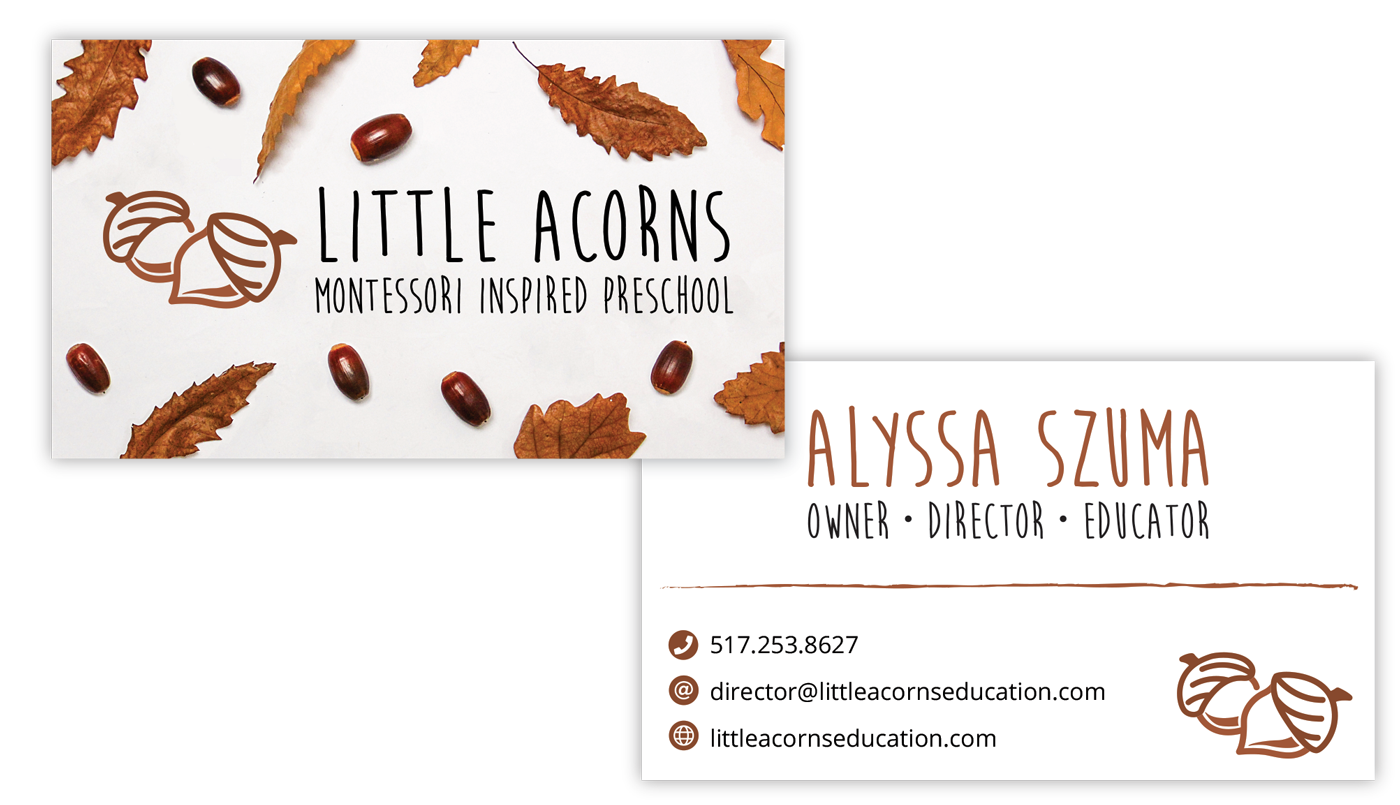 LITTLE ACORNS
MONTESSORI INSPIRED PRESCHOOL
ALYSSA SZUMA
OWNER • DIRECTOR • EDUCATOR
517.253.8627
director@littleacornseducation.com
littleacornseducation.com